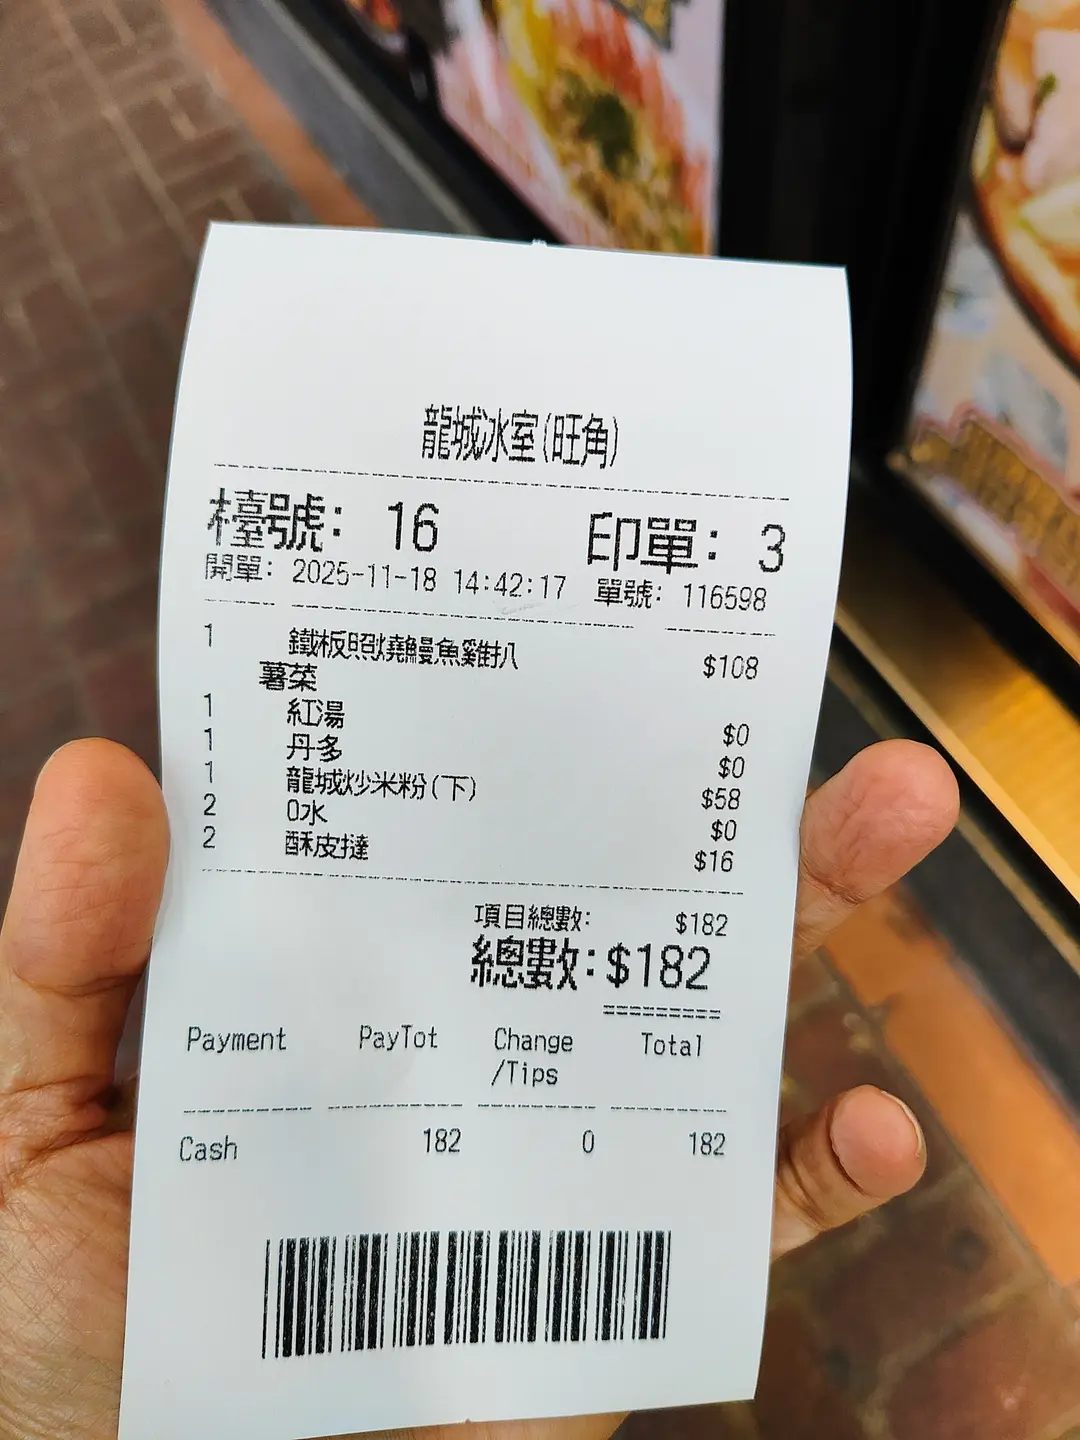 龍城冰室(旺角)
檯號: 16 印單: 3
開單: 2025-11-18 14:42:17 單號: 116598
1 鐵板照燒鰻魚雞扒 $108
薯菜
1 紅湯 $0
1 丹多 $0
1 龍城炒米粉(下) $58
2 0水 $0
2 酥皮撻 $16
項目總數: $182
總數:$182
Payment PayTot Change Total
/Tips
Cash 182 0 182